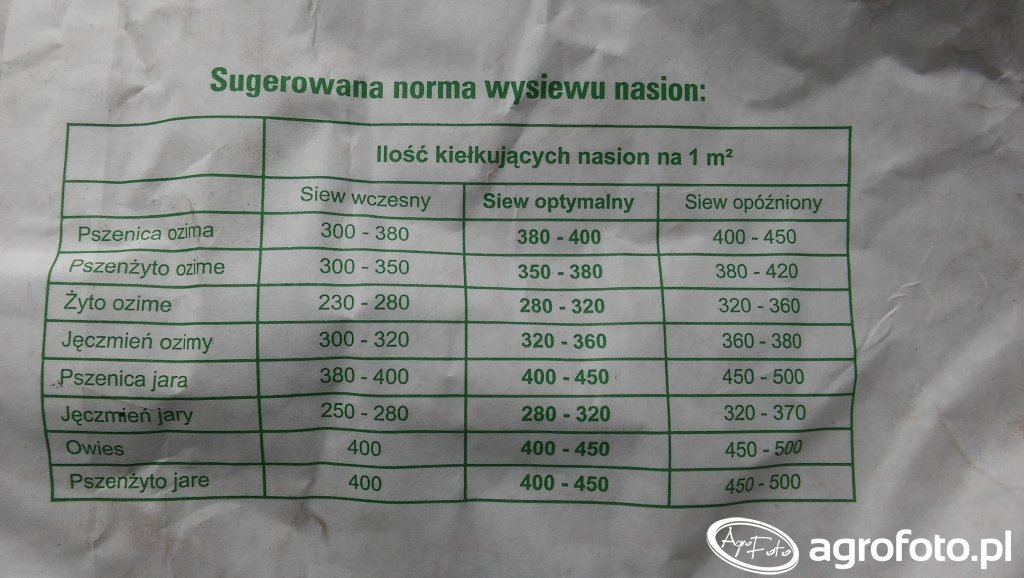 Sugerowana norma wysiewu nasion:
Ilość kiełkujących nasion na 1 m²
Siew wczesny Siew optymalny Siew opóźniony
Pszenica ozima 300 - 380 380 - 400 400 - 450
Pszenżyto ozime 300 - 350 350 - 380 380 - 420
Żyto ozime 230 - 280 280 - 320 320 - 360
Jęczmień ozimy 300 - 320 320 - 360 360 - 380
Pszenica jara 380 - 400 400 - 450 450 - 500
Jęczmień jary 250 - 280 280 - 320 320 - 370
Owies 400 400 - 450 450 - 500
Pszenżyto jare 400 400 - 450 450 - 500
AgroFoto agrofoto.pl